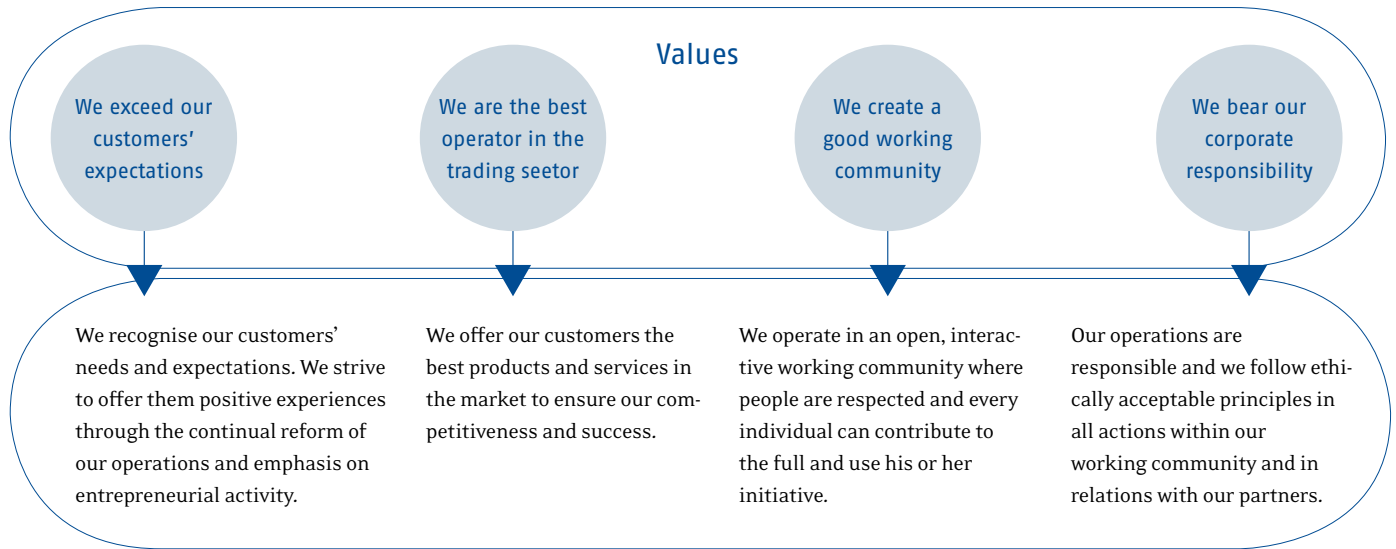 Values
We exceed our
customers’
expectations
We are the best
operator in the
trading seetor
We create a
good working
community
We bear our
corporate
responsibility
We recognise our customers’
needs and expectations. We strive
to offer them positive experiences
through the continual reform of
our operations and emphasis on
entrepreneurial activity.
We offer our customers the
best products and services in
the market to ensure our com-
petitiveness and success.
We operate in an open, interac-
tive working community where
people are respected and every
individual can contribute to
the full and use his or her
initiative.
Our operations are
responsible and we follow ethi-
cally acceptable principles in
all actions within our
working community and in
relations with our partners.